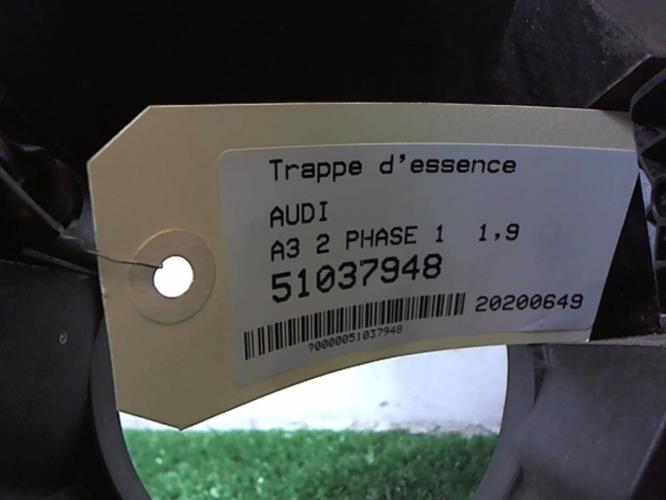 Trappe d'essence
AUDI
A3 2 PHASE 1 1,9
51037948
20200649
?0000051037948